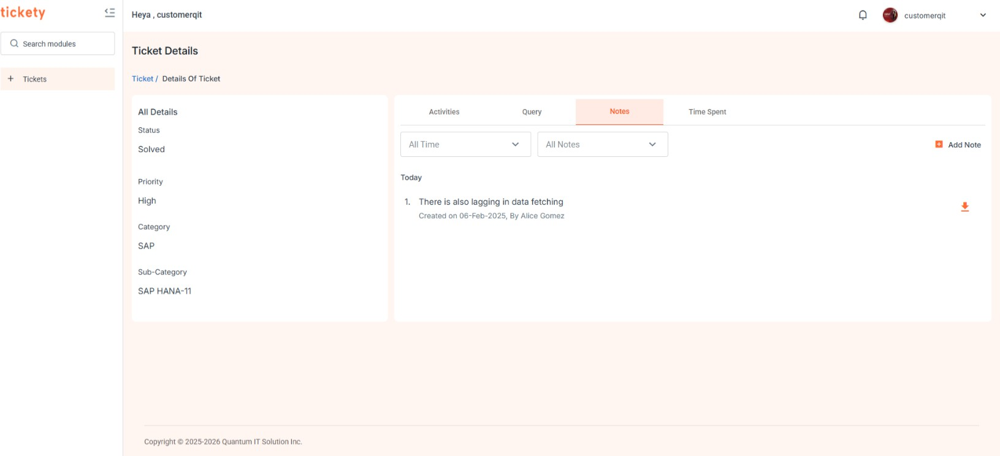 tickety
Heya , customerqit
customerqit
Search modules
Tickets
Ticket Details
Ticket / Details Of Ticket
All Details
Status
Solved
Priority
High
Category
SAP
Sub-Category
SAP HANA-11
Activities
Query
Notes
Time Spent
All Time
All Notes
Add Note
Today
1. There is also lagging in data fetching
Created on 06-Feb-2025, By Alice Gomez
Copyright © 2025-2026 Quantum IT Solution Inc.